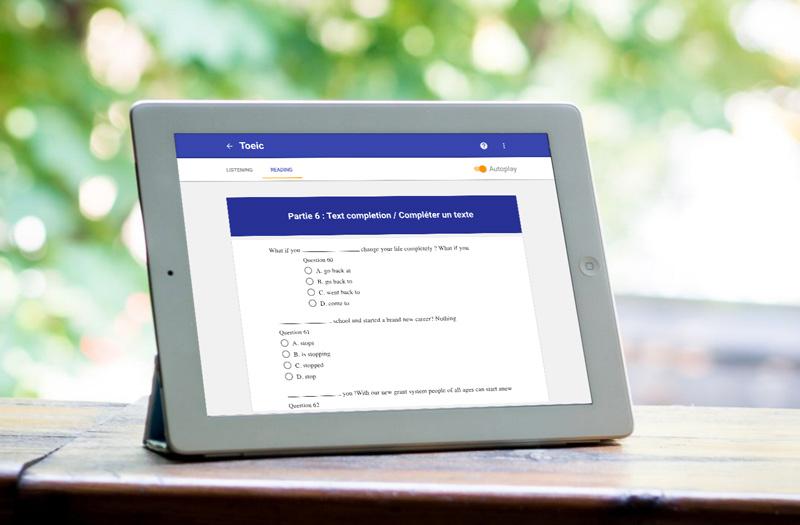 Toeic
LISTENING READING Autoplay
Partie 6 : Text completion / Compléter un texte
What if you ____________ change your life completely ? What if you
Question 60
A. go back at
B. go back to
C. went back to
D. come to
____________ , school and started a brand new career? Nothing
Question 61
A. stops
B. is stopping
C. stopped
D. stop
____________ , you !With our new grant system people of all ages can start anew
Question 62